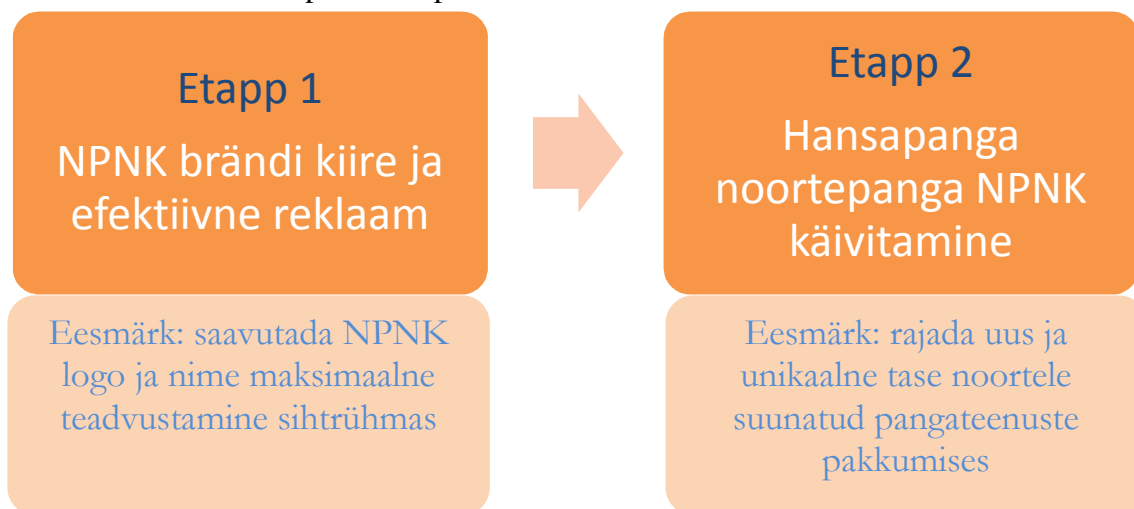 Etapp 1
NPNK brändi kiire ja
efektiivne reklaam
Eesmärk: saavutada NPNK
logo ja nime maksimaalne
teadvustamine sihtrühmas
Etapp 2
Hansapanga
noortepanga NPNK
käivitamine
Eesmärk: rajada uus ja
unikaalne tase noortele
suunatud pangateenuste
pakkumises